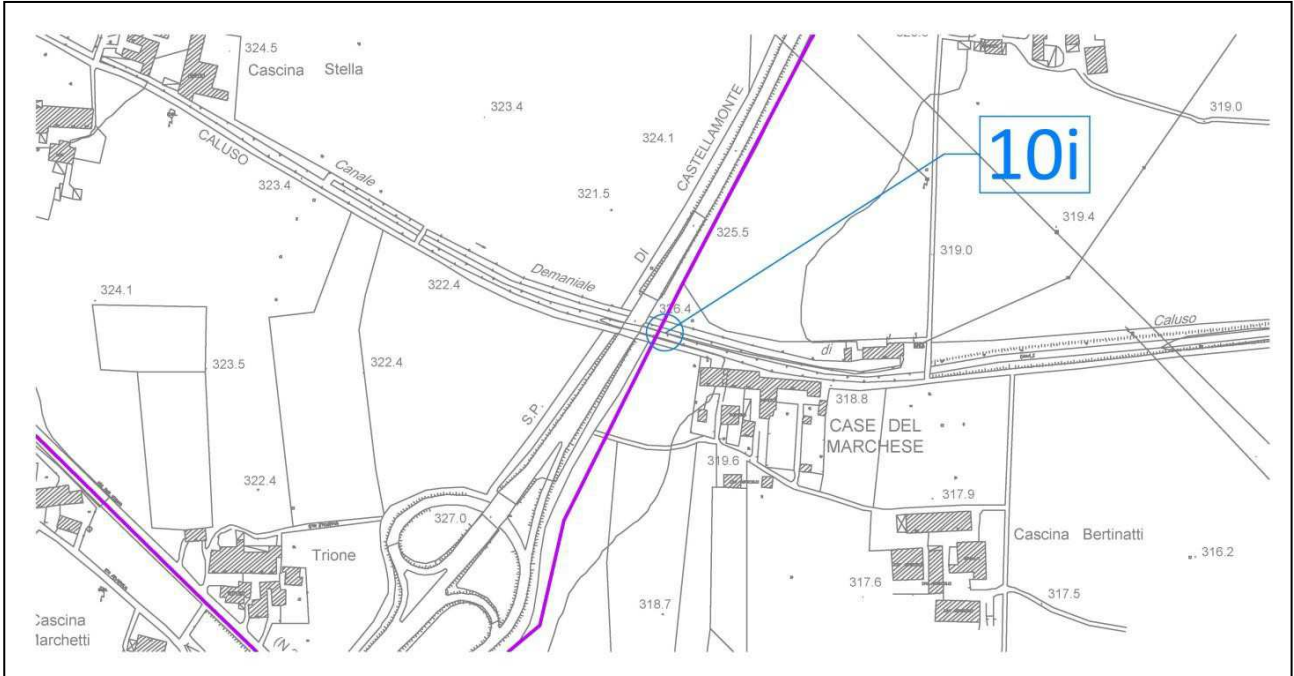 324.5
Cascina Stella
323.4
324.1
319.0
CALUSO
Canale
323.4
CASTELLAMONTE
10i
321.5
319.4
325.5
DI
319.0
Demaniale
322.4
324.1
326.4
Caluso
di
323.5
322.4
318.8
CASE DEL
MARCHESE
S.P.
319.6
322.4
317.9
327.0
Cascina Bertinatti
Trione
316.2
317.6
317.5
318.7
Cascina
Marchetti